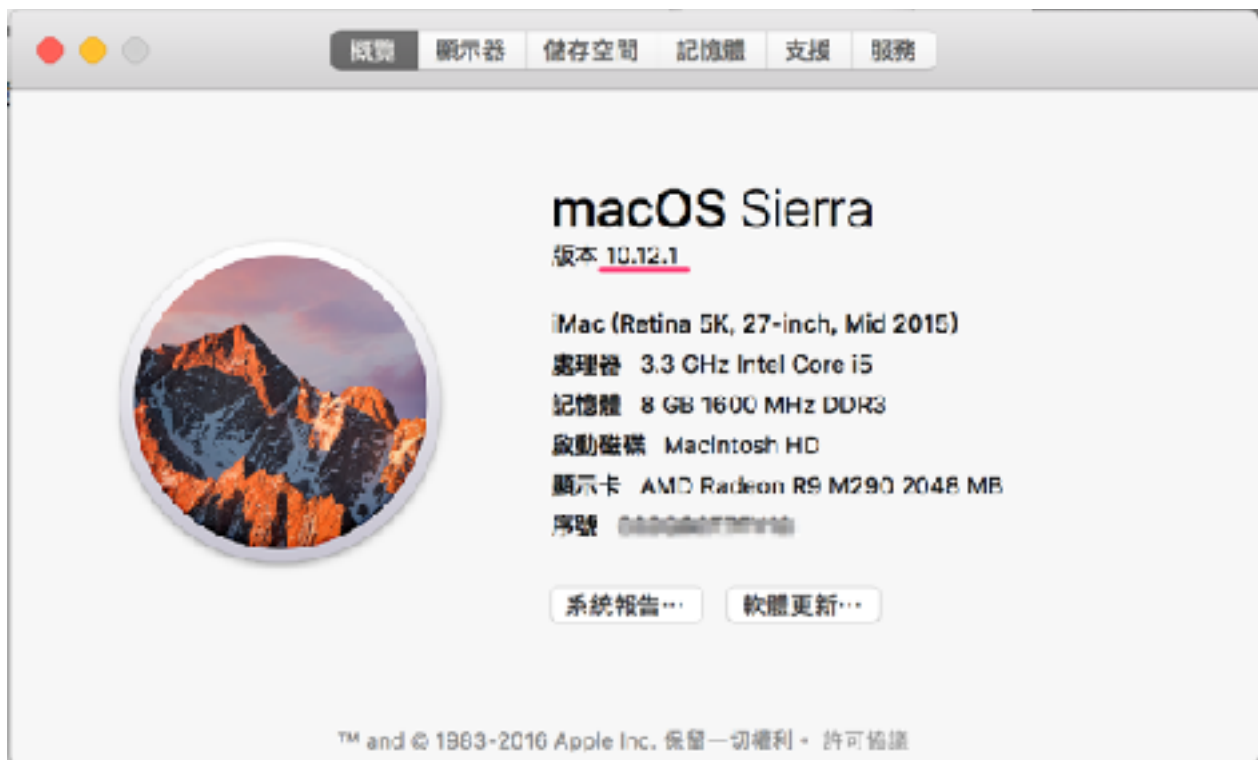 概覽 顯示器 儲存空間 記憶體 支援 服務
macOS Sierra
版本 10.12.1
iMac (Retina 5K, 27-inch, Mid 2015)
處理器 3.3 GHz Intel Core i5
記憶體 8 GB 1600 MHz DDR3
啟動磁碟 Macintosh HD
顯示卡 AMD Radeon R9 M290 2048 MB
序號
系統報告⋯ 軟體更新⋯
™ and © 1983-2016 Apple Inc. 保留一切權利。 許可協議